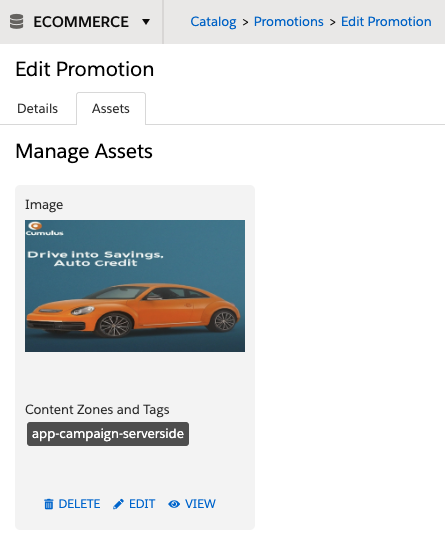 ECOMMERCE
Catalog > Promotions > Edit Promotion
Edit Promotion
Details
Assets
Manage Assets
Image
Cumulus
Drive into Savings.
Auto Credit
Content Zones and Tags
app-campaign-serverside
DELETE
EDIT
VIEW